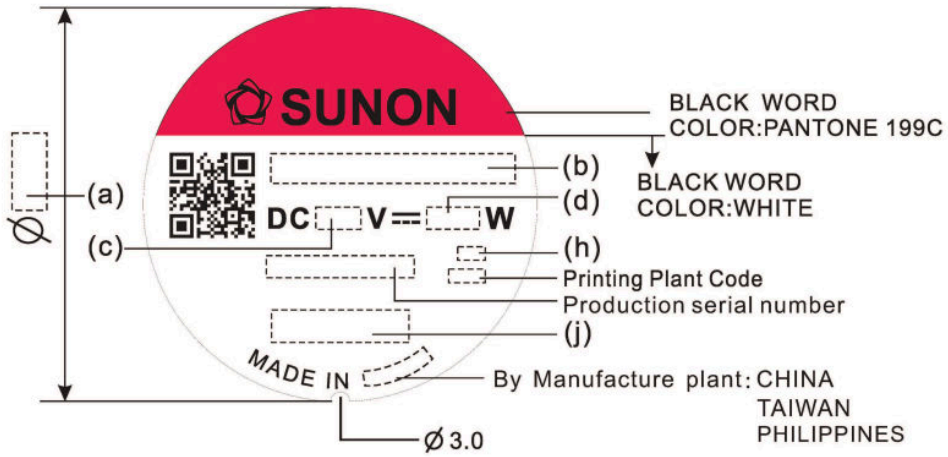 SUNON
BLACK WORD
COLOR:PANTONE 199C
(b)
BLACK WORD
COLOR:WHITE
(a)
Ø
DC V W
(d)
(c)
(h)
Printing Plant Code
Production serial number
(j)
MADE IN
By Manufacture plant: CHINA
TAIWAN
PHILIPPINES
Ø 3.0